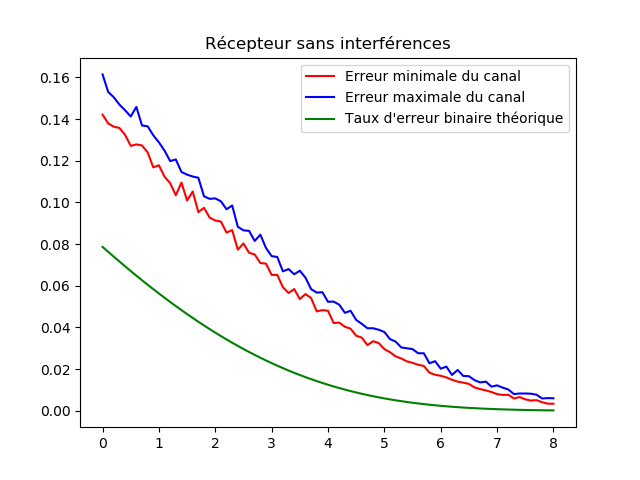 Récepteur sans interférences
Erreur minimale du canal
Erreur maximale du canal
Taux d'erreur binaire théorique
0.16
0.14
0.12
0.10
0.08
0.06
0.04
0.02
0.00
0 1 2 3 4 5 6 7 8